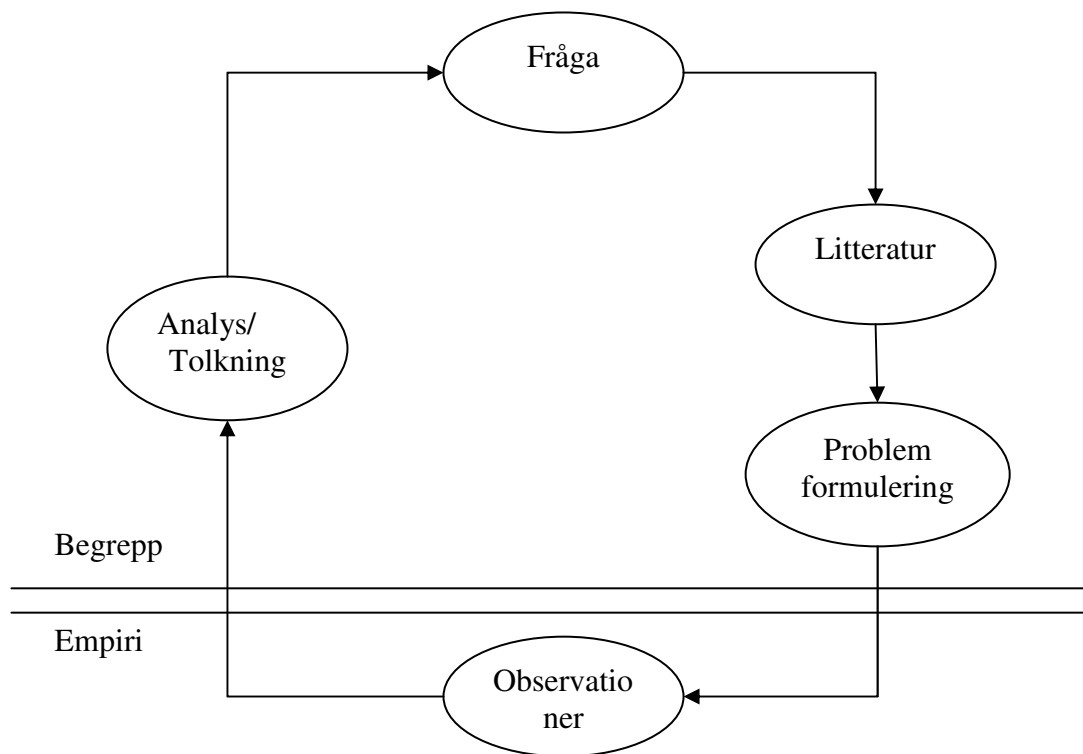 Fråga
Litteratur
Analys/
Tolkning
Problem
formulering
Begrepp
Empiri
Observatio
ner